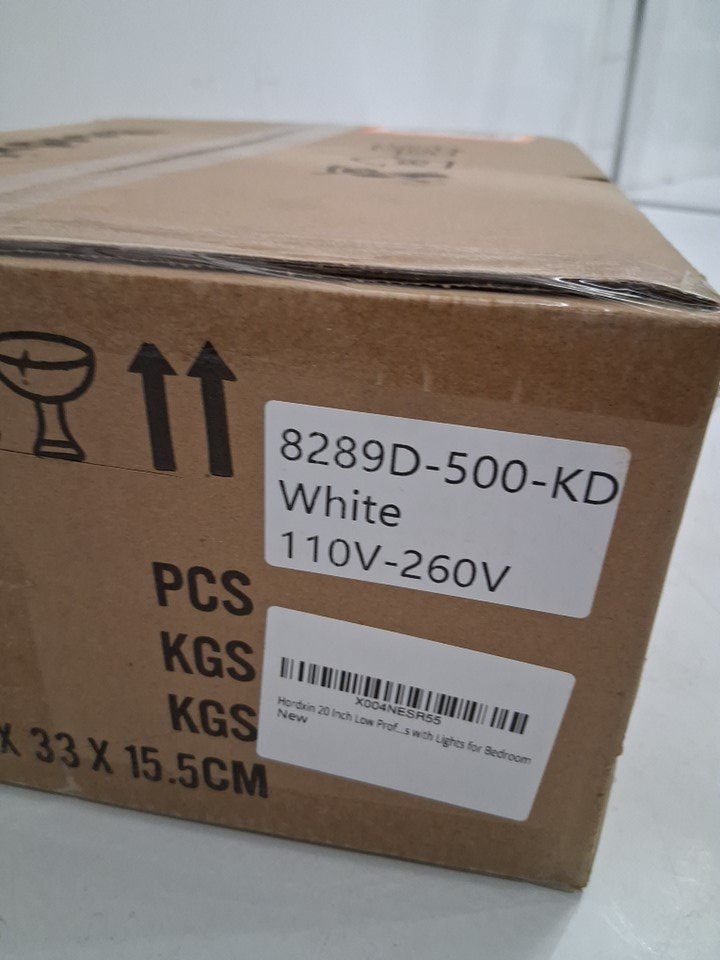 8289D-500-KD
White
110V-260V
PCS
KGS
KGS
X 33 X 15.5CM
X004NESR55
Hordxin 20 Inch Low Prof...s with Lights for Bedroom
New